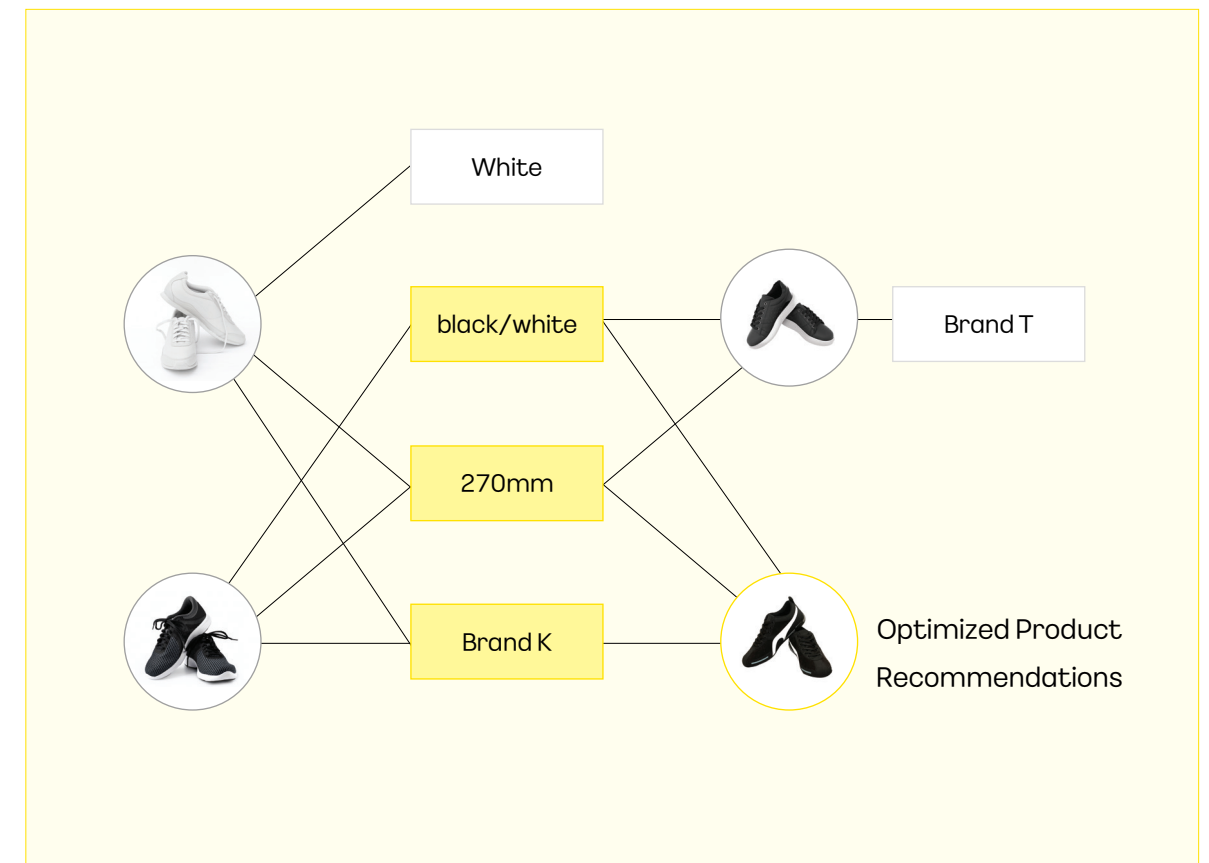 White
black/white
Brand T
270mm
Brand K
Optimized Product
Recommendations